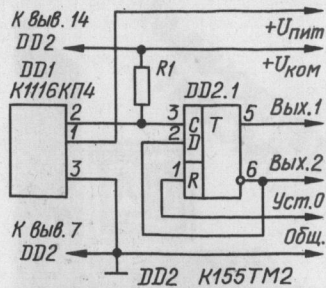 К выв. 14
DD2
+Uпит
+Uком
DD1
К1116КП4
R1
DD2.1
2
1
3
3
2
1
C
D
R
T
5
6
Вых.1
Вых.2
Уст.0
Общ.
К выв. 7
DD2
DD2 К155ТМ2